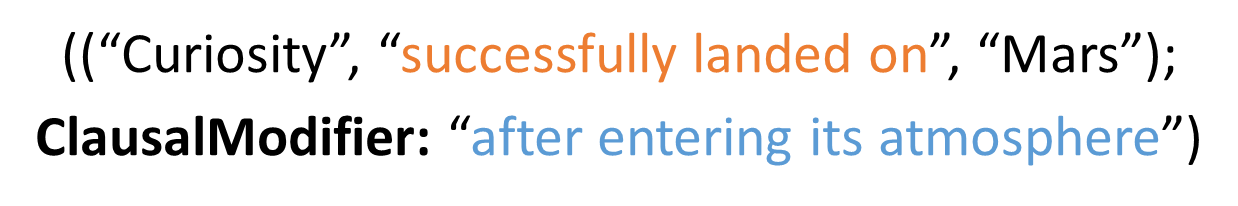 ((“Curiosity”, “successfully landed on”, “Mars”);
ClausalModifier: “after entering its atmosphere”)